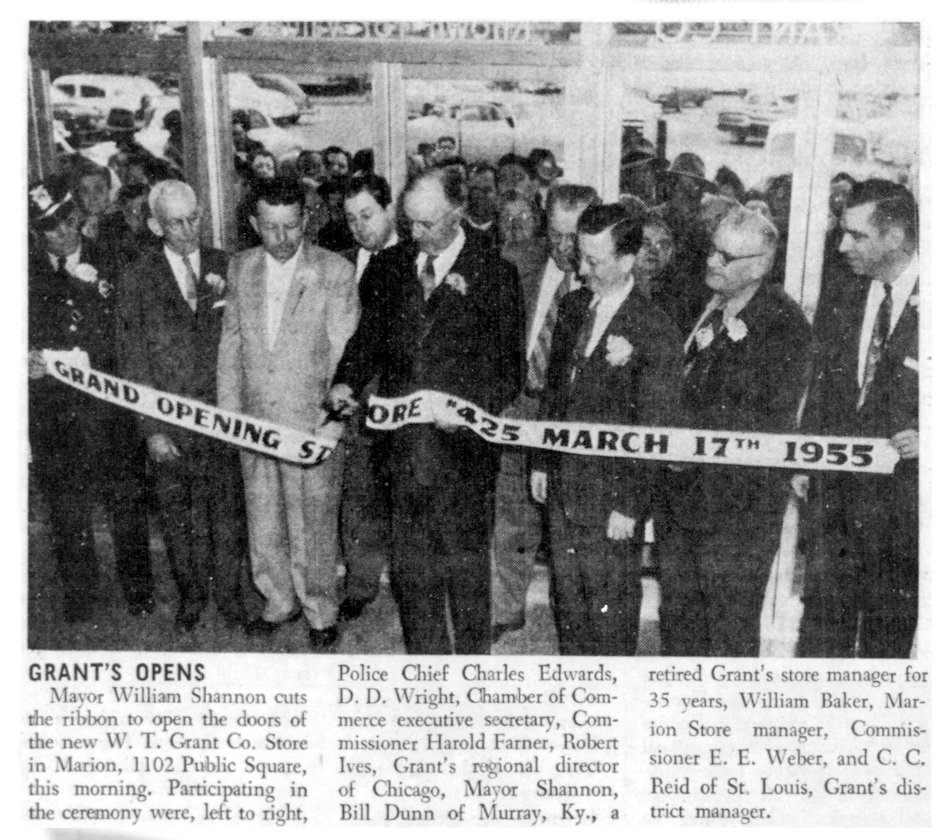 GRAND OPENING ST
ORE #425 MARCH 17TH 1955
GRANT'S OPENS
Mayor William Shannon cuts
the ribbon to open the doors of
the new W. T. Grant Co. Store
in Marion, 1102 Public Square,
this morning. Participating in
the ceremony were, left to right,
Police Chief Charles Edwards,
D. D. Wright, Chamber of Com-
merce executive secretary, Com-
missioner Harold Farner, Robert
Ives, Grant's regional director
of Chicago, Mayor Shannon,
Bill Dunn of Murray, Ky., a
retired Grant's store manager for
35 years, William Baker, Mar-
ion Store manager, Commis-
sioner E. E. Weber, and C. C.
Reid of St. Louis, Grant's dis-
trict manager.